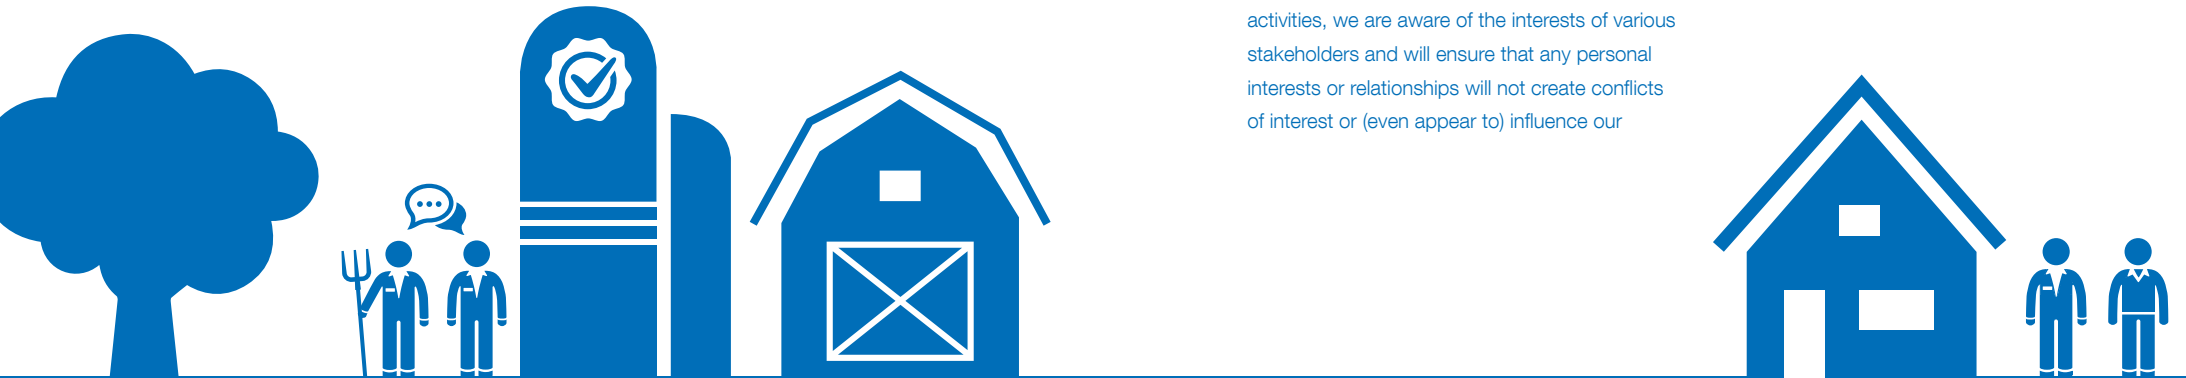 activities, we are aware of the interests of various
stakeholders and will ensure that any personal
interests or relationships will not create conflicts
of interest or (even appear to) influence our